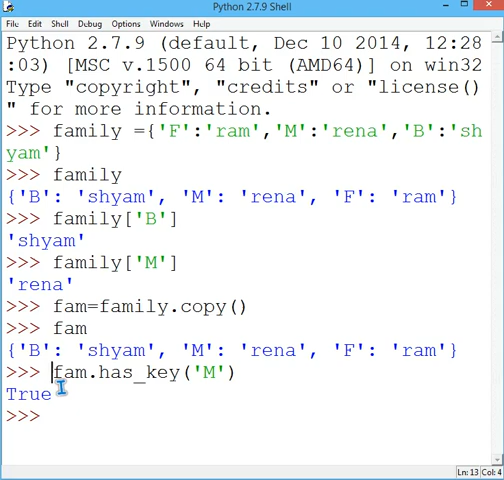 Python 2.7.9 Shell
File Edit Shell Debug Options Windows Help
Python 2.7.9 (default, Dec 10 2014, 12:28
:03) [MSC v.1500 64 bit (AMD64)] on win32
Type "copyright", "credits" or "license()
" for more information.
>>> family ={'F':'ram','M':'rena','B':'sh
yam'}
>>> family
{'B': 'shyam', 'M': 'rena', 'F': 'ram'}
>>> family['B']
'shyam'
>>> family['M']
'rena'
>>> fam=family.copy()
>>> fam
{'B': 'shyam', 'M': 'rena', 'F': 'ram'}
>>> fam.has_key('M')
True
>>>
Ln: 13 Col: 4